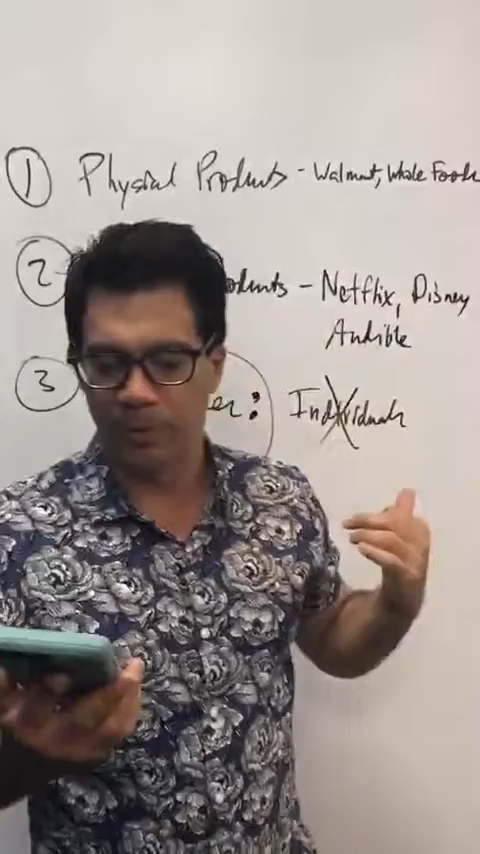 ① Physical Products - Walmart, Whole Foods
② oducts - Netflix, Disney
Audible
③ er: Individuals